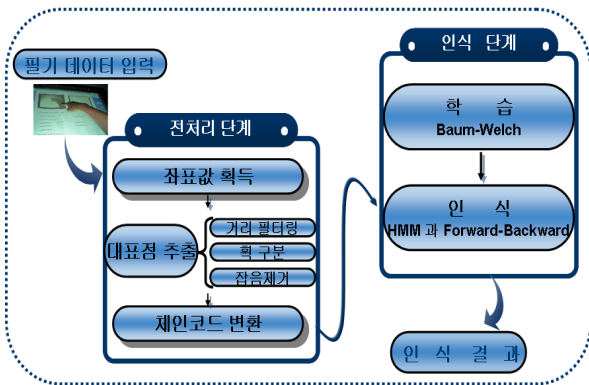 필기 데이터 입력
전처리 단계
좌표값 획득
대표점 추출
거리 필터링
획 구분
잡음제거
체인코드 변환
인식 단계
학 습
Baum-Welch
인 식
HMM 과 Forward-Backward
인 식 결 과